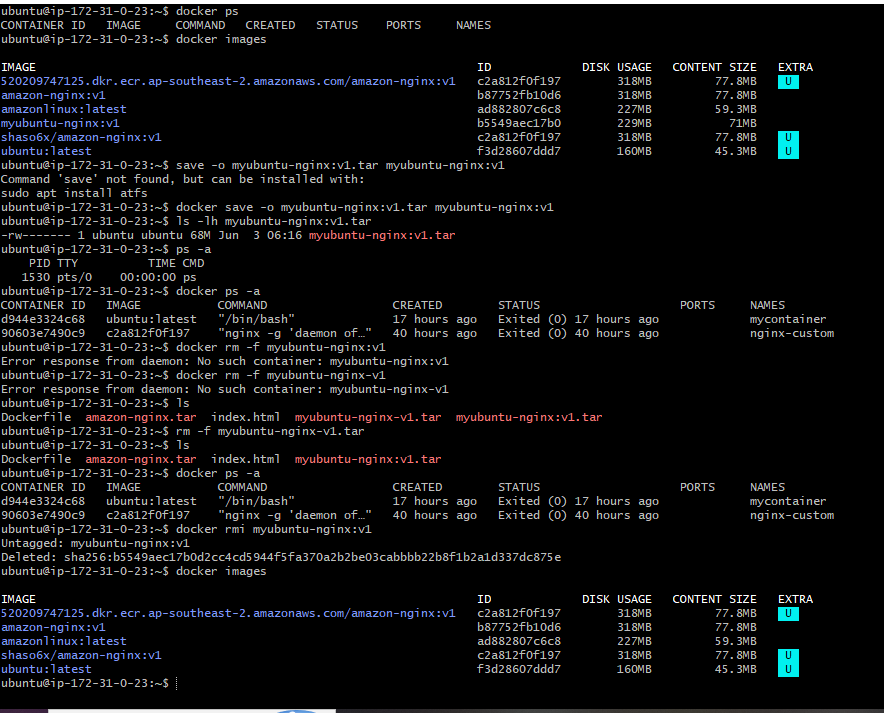 ubuntu@ip-172-31-0-23:~$ docker ps
CONTAINER ID   IMAGE     COMMAND   CREATED   STATUS    PORTS     NAMES
ubuntu@ip-172-31-0-23:~$ docker images
IMAGE   ID   DISK USAGE   CONTENT SIZE   EXTRA
520209747125.dkr.ecr.ap-southeast-2.amazonaws.com/amazon-nginx:v1   c2a812f0f197   318MB   77.8MB   U
amazon-nginx:v1   b87752fb10d6   318MB   77.8MB
amazonlinux:latest   ad882807c6c8   227MB   59.3MB
myubuntu-nginx:v1   b5549aec17b0   229MB   71MB
shaso6x/amazon-nginx:v1   c2a812f0f197   318MB   77.8MB   U
ubuntu:latest   f3d28607ddd7   160MB   45.3MB   U
ubuntu@ip-172-31-0-23:~$ save -o myubuntu-nginx:v1.tar myubuntu-nginx:v1
Command 'save' not found, but can be installed with:
sudo apt install atfs
ubuntu@ip-172-31-0-23:~$ docker save -o myubuntu-nginx:v1.tar myubuntu-nginx:v1
ubuntu@ip-172-31-0-23:~$ ls -lh myubuntu-nginx:v1.tar
-rw------- 1 ubuntu ubuntu 68M Jun  3 06:16 myubuntu-nginx:v1.tar
ubuntu@ip-172-31-0-23:~$ ps -a
    PID TTY          TIME CMD
   1530 pts/0    00:00:00 ps
ubuntu@ip-172-31-0-23:~$ docker ps -a
CONTAINER ID   IMAGE           COMMAND                  CREATED        STATUS                    PORTS     NAMES
d944e3324c68   ubuntu:latest   "/bin/bash"              17 hours ago   Exited (0) 17 hours ago             mycontainer
90603e7490c9   c2a812f0f197    "nginx -g 'daemon of…"   40 hours ago   Exited (0) 40 hours ago             nginx-custom
ubuntu@ip-172-31-0-23:~$ docker rm -f myubuntu-nginx:v1
Error response from daemon: No such container: myubuntu-nginx:v1
ubuntu@ip-172-31-0-23:~$ docker rm -f myubuntu-nginx-v1
Error response from daemon: No such container: myubuntu-nginx-v1
ubuntu@ip-172-31-0-23:~$ ls
Dockerfile  amazon-nginx.tar  index.html  myubuntu-nginx-v1.tar  myubuntu-nginx:v1.tar
ubuntu@ip-172-31-0-23:~$ rm -f myubuntu-nginx-v1.tar
ubuntu@ip-172-31-0-23:~$ ls
Dockerfile  amazon-nginx.tar  index.html  myubuntu-nginx:v1.tar
ubuntu@ip-172-31-0-23:~$ docker ps -a
CONTAINER ID   IMAGE           COMMAND                  CREATED        STATUS                    PORTS     NAMES
d944e3324c68   ubuntu:latest   "/bin/bash"              17 hours ago   Exited (0) 17 hours ago             mycontainer
90603e7490c9   c2a812f0f197    "nginx -g 'daemon of…"   40 hours ago   Exited (0) 40 hours ago             nginx-custom
ubuntu@ip-172-31-0-23:~$ docker rmi myubuntu-nginx:v1
Untagged: myubuntu-nginx:v1
Deleted: sha256:b5549aec17b0d2cc4cd5944f5fa370a2b2be03cabbbb22b8f1b2a1d337dc875e
ubuntu@ip-172-31-0-23:~$ docker images
IMAGE   ID   DISK USAGE   CONTENT SIZE   EXTRA
520209747125.dkr.ecr.ap-southeast-2.amazonaws.com/amazon-nginx:v1   c2a812f0f197   318MB   77.8MB   U
amazon-nginx:v1   b87752fb10d6   318MB   77.8MB
amazonlinux:latest   ad882807c6c8   227MB   59.3MB
shaso6x/amazon-nginx:v1   c2a812f0f197   318MB   77.8MB   U
ubuntu:latest   f3d28607ddd7   160MB   45.3MB   U
ubuntu@ip-172-31-0-23:~$